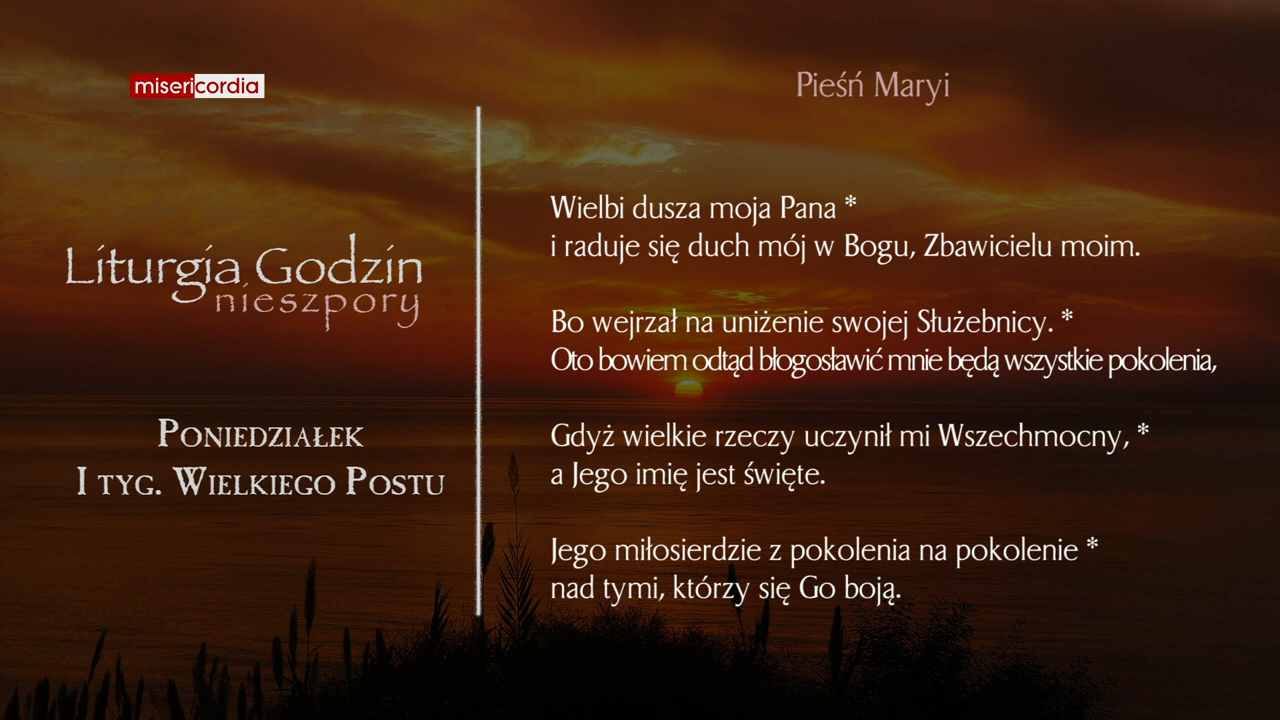 misericordia
Liturgia Godzin
nieszpory
Poniedziałek
I tyg. Wielkiego Postu
Pieśń Maryi
Wielbi dusza moja Pana *
i raduje się duch mój w Bogu, Zbawicielu moim.
Bo wejrzał na uniżenie swojej Służebnicy. *
Oto bowiem odtąd błogosławić mnie będą wszystkie pokolenia,
Gdyż wielkie rzeczy uczynił mi Wszechmocny, *
a Jego imię jest święte.
Jego miłosierdzie z pokolenia na pokolenie *
nad tymi, którzy się Go boją.